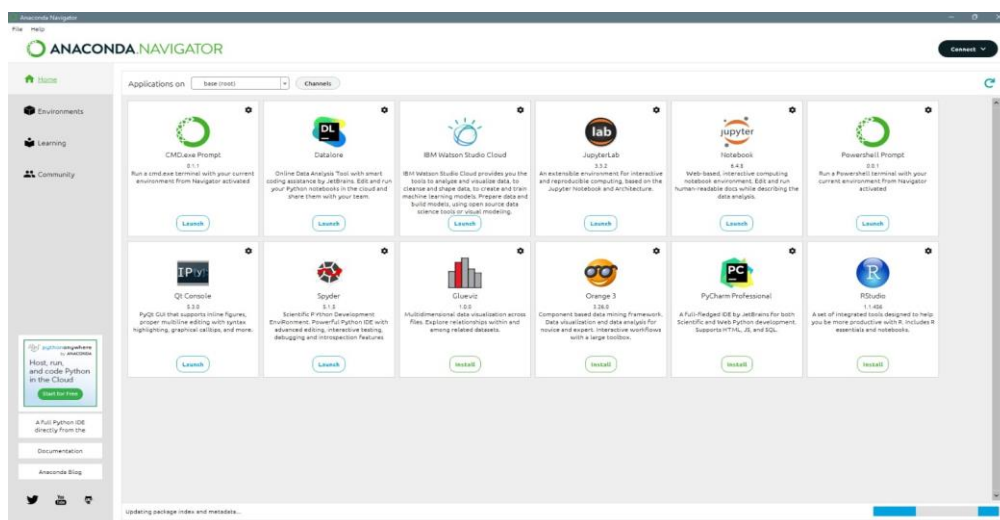 Anaconda Navigator
File Help
ANACONDA.NAVIGATOR
Connect
Home
Applications on base (root) Channels
Environments
Learning
Community
DL
lab
jupyter
CMD.exe Prompt
0.1.1
Run a cmd.exe terminal with your current
environment from Navigator activated
Launch
Datalore
Online Data Analysis Tool with smart
coding assistance by JetBrains. Edit and run
your Python notebooks in the cloud and
share them with your team.
Launch
IBM Watson Studio Cloud
IBM Watson Studio Cloud provides you the
tools to analyze and visualize data, to
cleanse and shape data, to create and train
machine learning models. Prepare data and
build models, using open source data
science tools or visual modeling.
Launch
JupyterLab
3.3.2
An extensible environment for interactive
and reproducible computing, based on the
Jupyter Notebook and Architecture.
Launch
Notebook
6.4.8
Web-based, interactive computing
notebook environment. Edit and run
human-readable docs while describing the
data analysis.
Launch
Powershell Prompt
0.0.1
Run a Powershell terminal with your
current environment from Navigator
activated
Launch
IP[y]:
Qt Console
5.3.0
PyQt GUI that supports inline figures,
proper multiline editing with syntax
highlighting, graphical calltips, and more.
Launch
Spyder
5.1.5
Scientific PYthon Development
EnviRonment. Powerful Python IDE with
advanced editing, interactive testing,
debugging and introspection features
Launch
Glueviz
1.0.0
Multidimensional data visualization across
files. Explore relationships within and
among related datasets.
Install
Orange 3
3.26.0
Component based data mining framework.
Data visualization and data analysis for
novice and expert. Interactive workflows
with a large toolbox.
Install
PC
PyCharm Professional
A full-fledged IDE by JetBrains for both
Scientific and Web Python development.
Supports HTML, JS, and SQL.
Install
R
RStudio
1.1.456
A set of integrated tools designed to help
you be more productive with R. Includes R
essentials and notebooks.
Install
pythonanywhere
by ANACONDA
Host, run,
and code Python
in the Cloud
Start for Free
A Full Python IDE
directly from the
Documentation
Anaconda Blog
You
Tube
Updating package index and metadata...